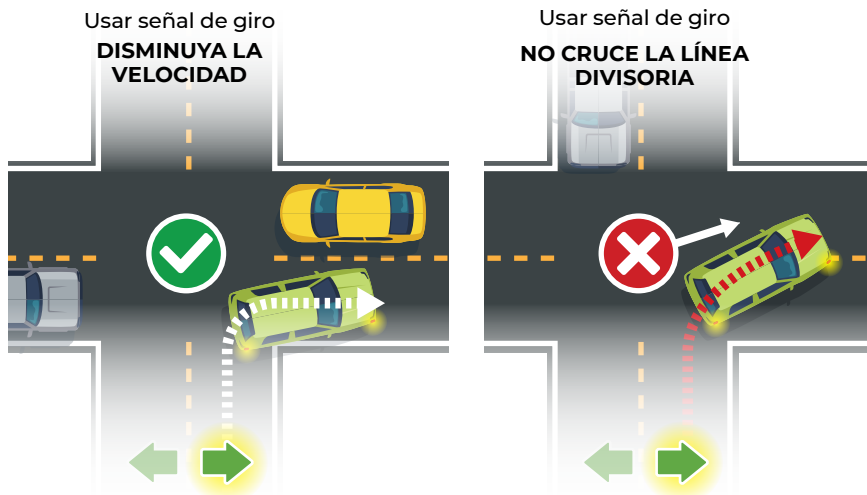 Usar señal de giro
DISMINUYA LA
VELOCIDAD
Usar señal de giro
NO CRUCE LA LÍNEA
DIVISORIA